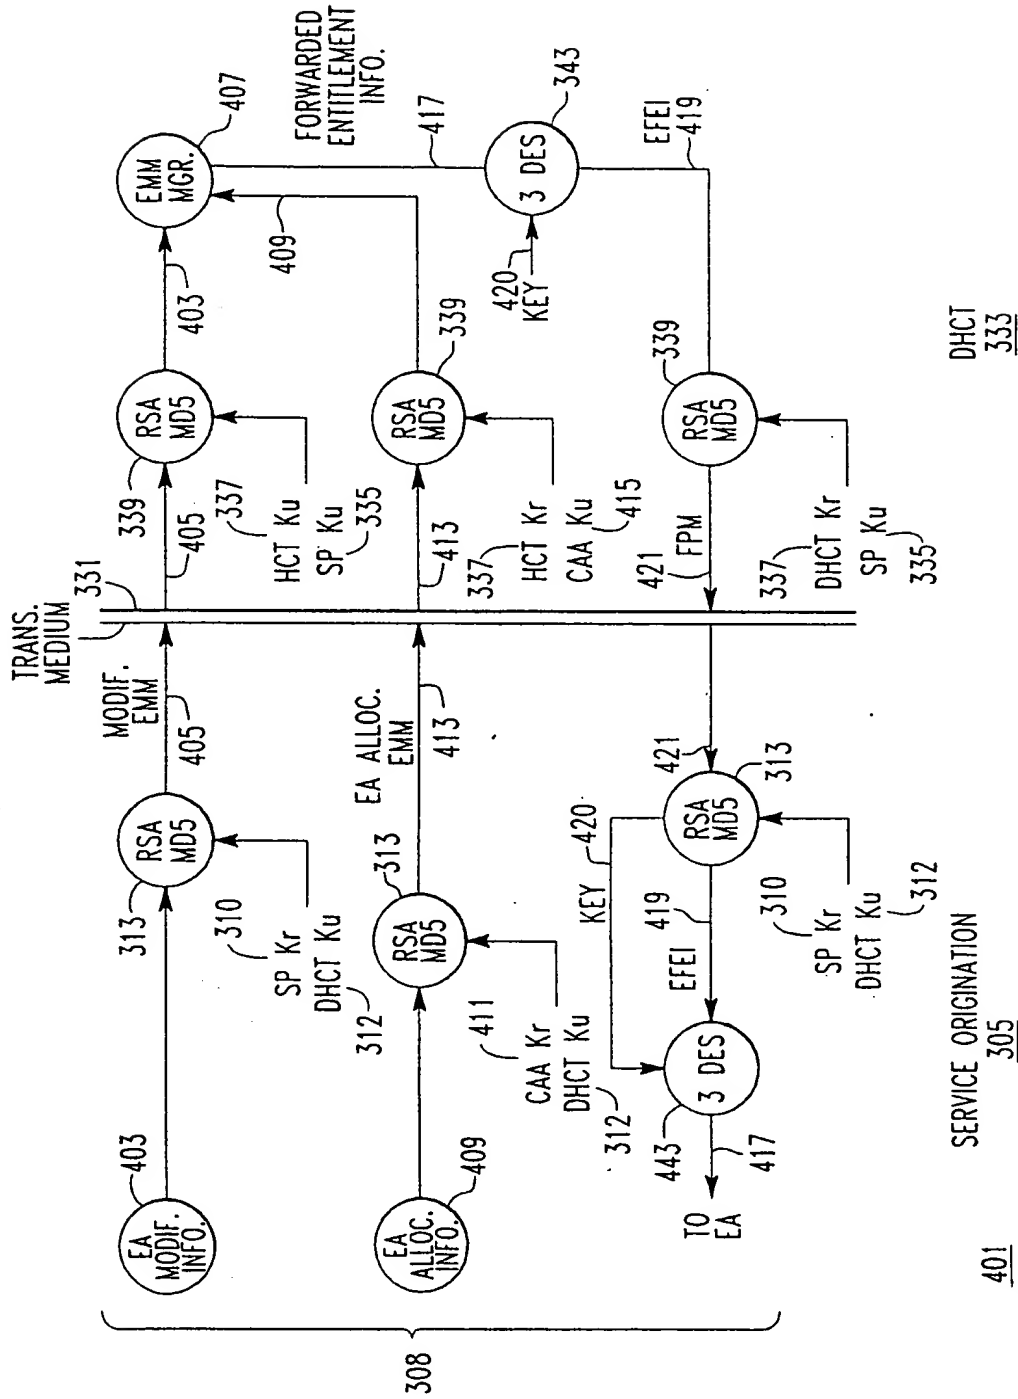 TRANS.
MEDIUM
331
MODIF.
EMM
405
405
403
403
EA
MODIF.
INFO.
313
RSA
MD5
310
SP Kr
DHCT Ku
312
339
RSA
MD5
337
HCT Ku
SP Ku
335
403
EMM
MGR.
407
409
FORWARDED
ENTITLEMENT
INFO.
417
EA
ALLOC.
INFO.
409
313
RSA
MD5
411
CAA Kr
DHCT Ku
312
EA ALLOC.
EMM
413
413
RSA
MD5
339
337
HCT Kr
CAA Ku
415
420
KEY
3 DES
343
EFEI
419
339
RSA
MD5
421
FPM
337
DHCT Kr
SP Ku
335
421
RSA
MD5
313
310
SP Kr
DHCT Ku
312
KEY
420
EFEI
419
3 DES
443
417
TO
EA
308
401
SERVICE ORIGINATION
305
DHCT
333